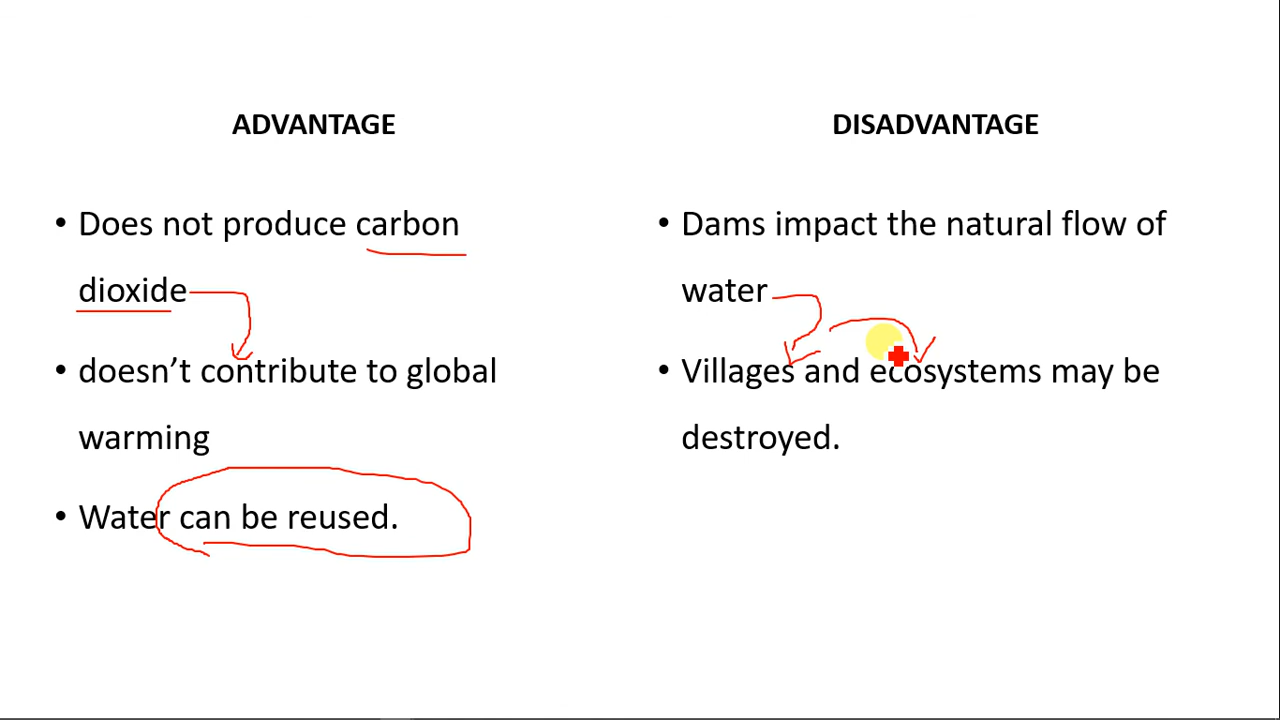 ADVANTAGE
• Does not produce carbon
dioxide
• doesn’t contribute to global
warming
• Water can be reused.
DISADVANTAGE
• Dams impact the natural flow of
water
• Villages and ecosystems may be
destroyed.